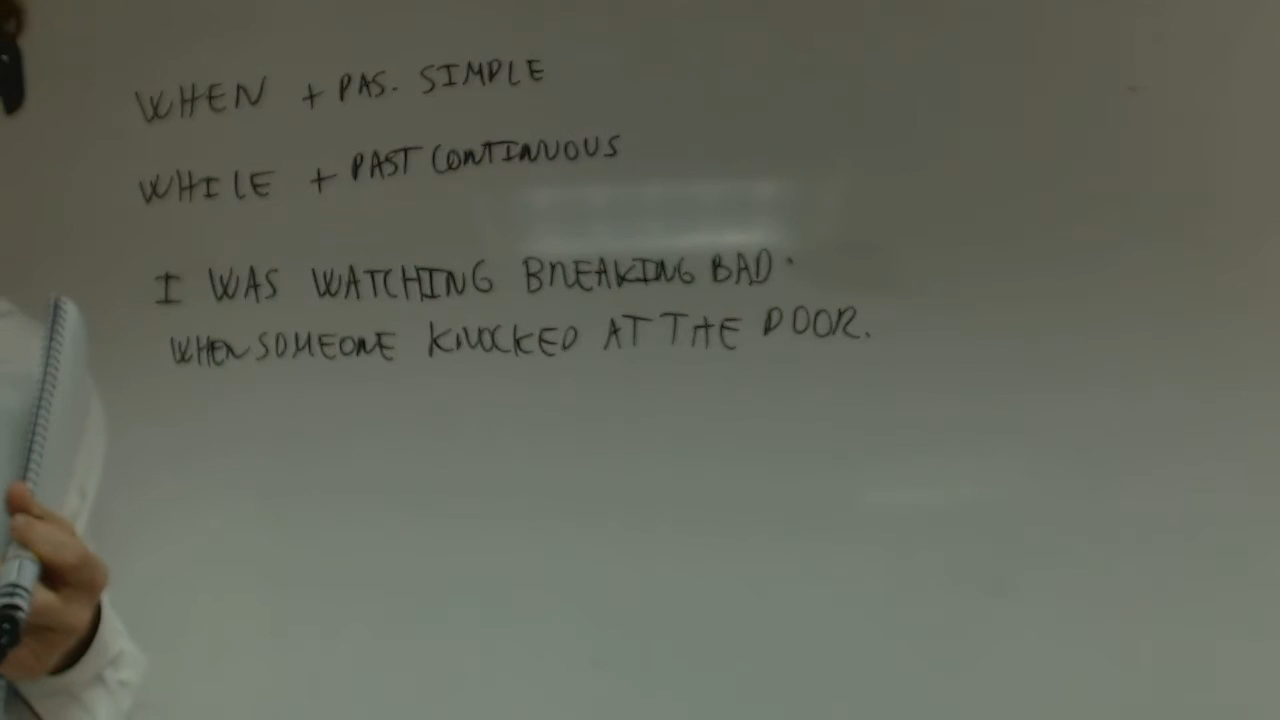 WHEN + PAS. SIMPLE
WHILE + PAST CONTINUOUS
I WAS WATCHING BREAKING BAD.
WHEN SOMEONE KNOCKED AT THE DOOR.